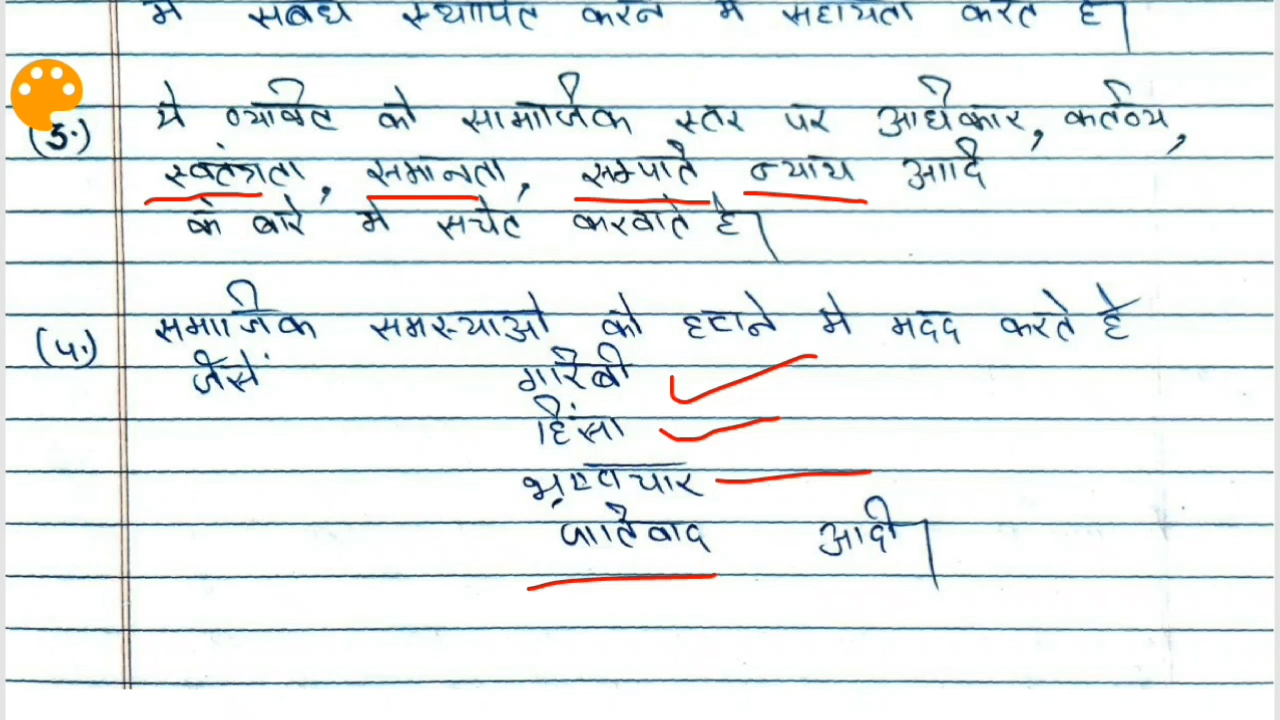 में संबंध स्थापित करने में सहायता करते है।
(3.) ये व्यक्ति को सामाजिक स्तर पर अधिकार, कर्तव्य,
स्वतंत्रता, समानता, सम्पति न्याय आदि
के बारे में सचेत करवाते है।
(4.) समाजिक समस्याओ को हटाने मे मदद करते है
जैसें गरिबी
हिंसा
भ्रष्टाचार
जातिवाद आदी।